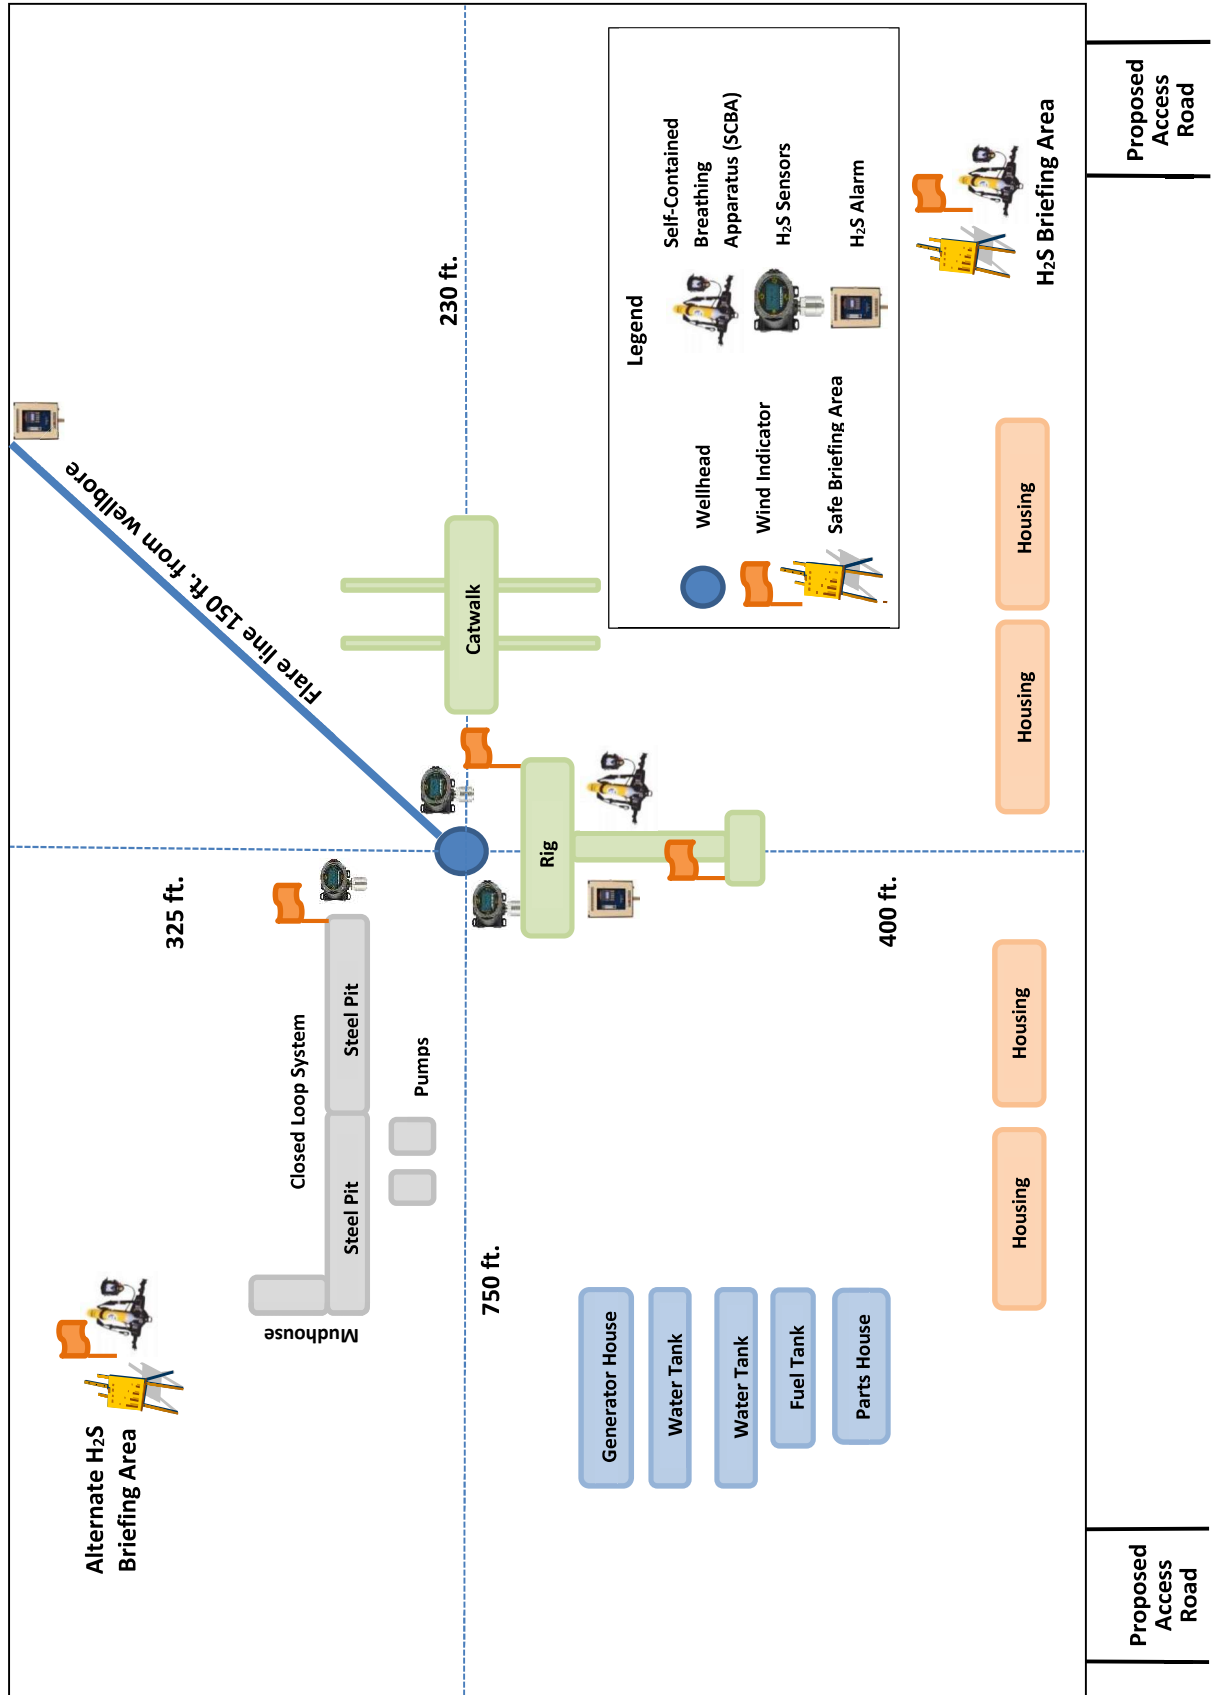 Alternate H₂S
Briefing Area
Mudhouse
Closed Loop System
Steel Pit
Steel Pit
Pumps
325 ft.
Flare line 150 ft. from wellbore
750 ft.
230 ft.
Catwalk
Rig
Generator House
Water Tank
Water Tank
Fuel Tank
Parts House
400 ft.
Legend
Wellhead
Wind Indicator
Safe Briefing Area
Self-Contained
Breathing
Apparatus (SCBA)
H₂S Sensors
H₂S Alarm
Housing
Housing
Housing
Housing
H₂S Briefing Area
Proposed
Access
Road
Proposed
Access
Road